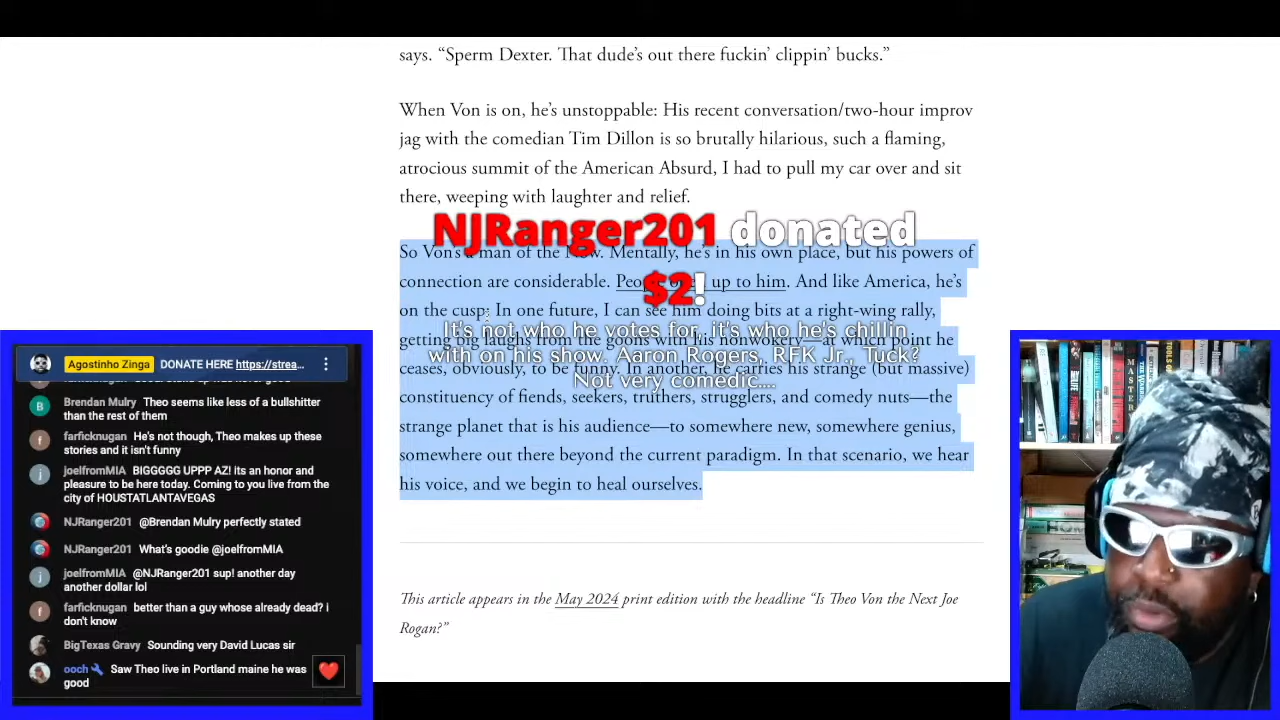 says. “Sperm Dexter. That dude’s out there fuckin’ clippin’ bucks.”
When Von is on, he’s unstoppable: His recent conversation/two-hour improv
jag with the comedian Tim Dillon is so brutally hilarious, such a flaming,
atrocious summit of the American Absurd, I had to pull my car over and sit
there, weeping with laughter and relief.
NJRanger201 donated
$2!
It's not who he votes for, it's who he's chillin
with on his show. Aaron Rogers, RFK Jr., Tuck?
Not very comedic....
So Von’s a man of the Now. Mentally, he’s in his own place, but his powers of
connection are considerable. People up to him. And like America, he’s
on the cusp. In one future, I can see him doing bits at a right-wing rally,
getting big laughs from the goons with his nonwokery—at which point he
ceases, obviously, to be funny. In another, he carries his strange (but massive)
constituency of fiends, seekers, truthers, strugglers, and comedy nuts—the
strange planet that is his audience—to somewhere new, somewhere genius,
somewhere out there beyond the current paradigm. In that scenario, we hear
his voice, and we begin to heal ourselves.
This article appears in the May 2024 print edition with the headline “Is Theo Von the Next Joe
Rogan?”
Agostinho Zinga DONATE HERE https://strea...
Brendan Mulry Theo seems like less of a bullshitter
than the rest of them
farficknugan He's not though, Theo makes up these
stories and it isn't funny
joelfromMIA BIGGGGG UPPP AZ! its an honor and
pleasure to be here today. Coming to you live from the
city of HOUSTATLANTAVEGAS
NJRanger201 @Brendan Mulry perfectly stated
NJRanger201 What's goodie @joelfromMIA
joelfromMIA @NJRanger201 sup! another day
another dollar lol
farficknugan better than a guy whose already dead? i
don't know
BigTexas Gravy Sounding very David Lucas sir
ooch Saw Theo live in Portland maine he was
good